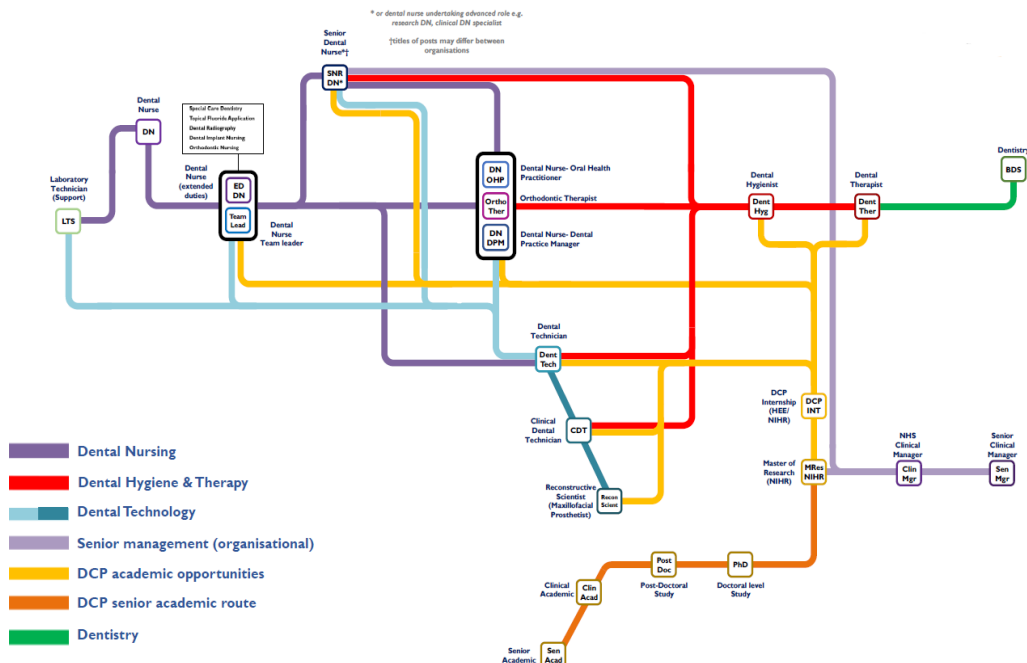 * or dental nurse undertaking advanced role e.g.
research DN, clinical DN specialist
†titles of posts may differ between
organisations
Senior
Dental
Nurse*†
SNR
DN*
Dental
Nurse
DN
Special Care Dentistry
Topical Fluoride Application
Dental Radiography
Dental Implant Nursing
Orthodontic Nursing
Laboratory
Technician
(Support)
LTS
Dental
Nurse
(extended
duties)
ED
DN
Team
Lead
Dental
Nurse
Team leader
DN
OHP
Dental Nurse- Oral Health
Practitioner
Ortho
Ther
Orthodontic Therapist
DN
DPM
Dental Nurse- Dental
Practice Manager
Dental
Hygienist
Dent
Hyg
Dental
Therapist
Dent
Ther
Dentistry
BDS
Dental
Technician
Dent
Tech
Clinical
Dental
Technician
CDT
Reconstructive
Scientist
(Maxillofacial
Prosthetist)
Recon
Scient
DCP
Internship
(HEE/
NIHR)
DCP
INT
Master of
Research
(NIHR)
MRes
NIHR
NHS
Clinical
Manager
Clin
Mgr
Senior
Clinical
Manager
Sen
Mgr
PhD
Doctoral level
Study
Post
Doc
Post-Doctoral
Study
Clinical
Academic
Clin
Acad
Senior
Academic
Sen
Acad
Dental Nursing
Dental Hygiene & Therapy
Dental Technology
Senior management (organisational)
DCP academic opportunities
DCP senior academic route
Dentistry